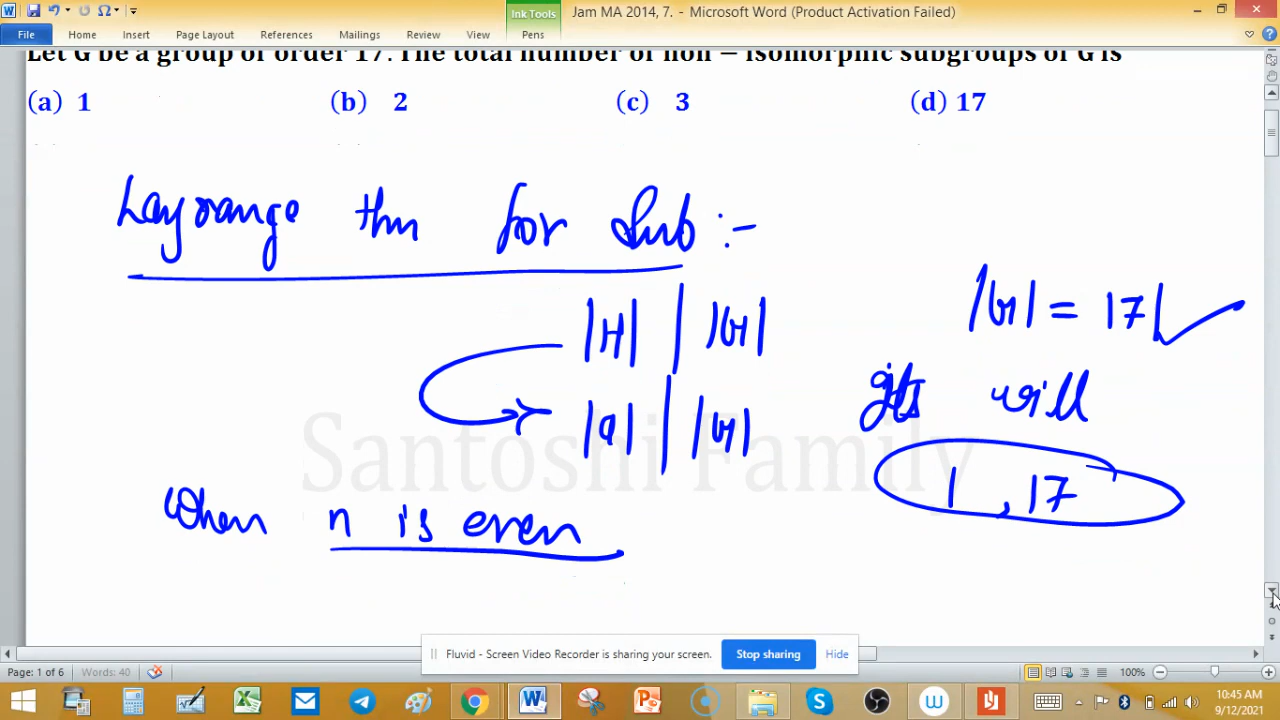 Ink Tools
Jam MA 2014, 7. - Microsoft Word (Product Activation Failed)
File Home Insert Page Layout References Mailings Review View Pens
Let G be a group of order 17. The total number of non − isomorphic subgroups of G is
(a) 1 (b) 2 (c) 3 (d) 17
Lagrange thm for Sub :-
|H| | |G|
|G| = 17
|a| | |G|
will
1, 17
When n is even
Santoshi Family
Fluvid - Screen Video Recorder is sharing your screen. Stop sharing Hide
Page: 1 of 6 Words: 40 100%
10:45 AM
9/12/2021